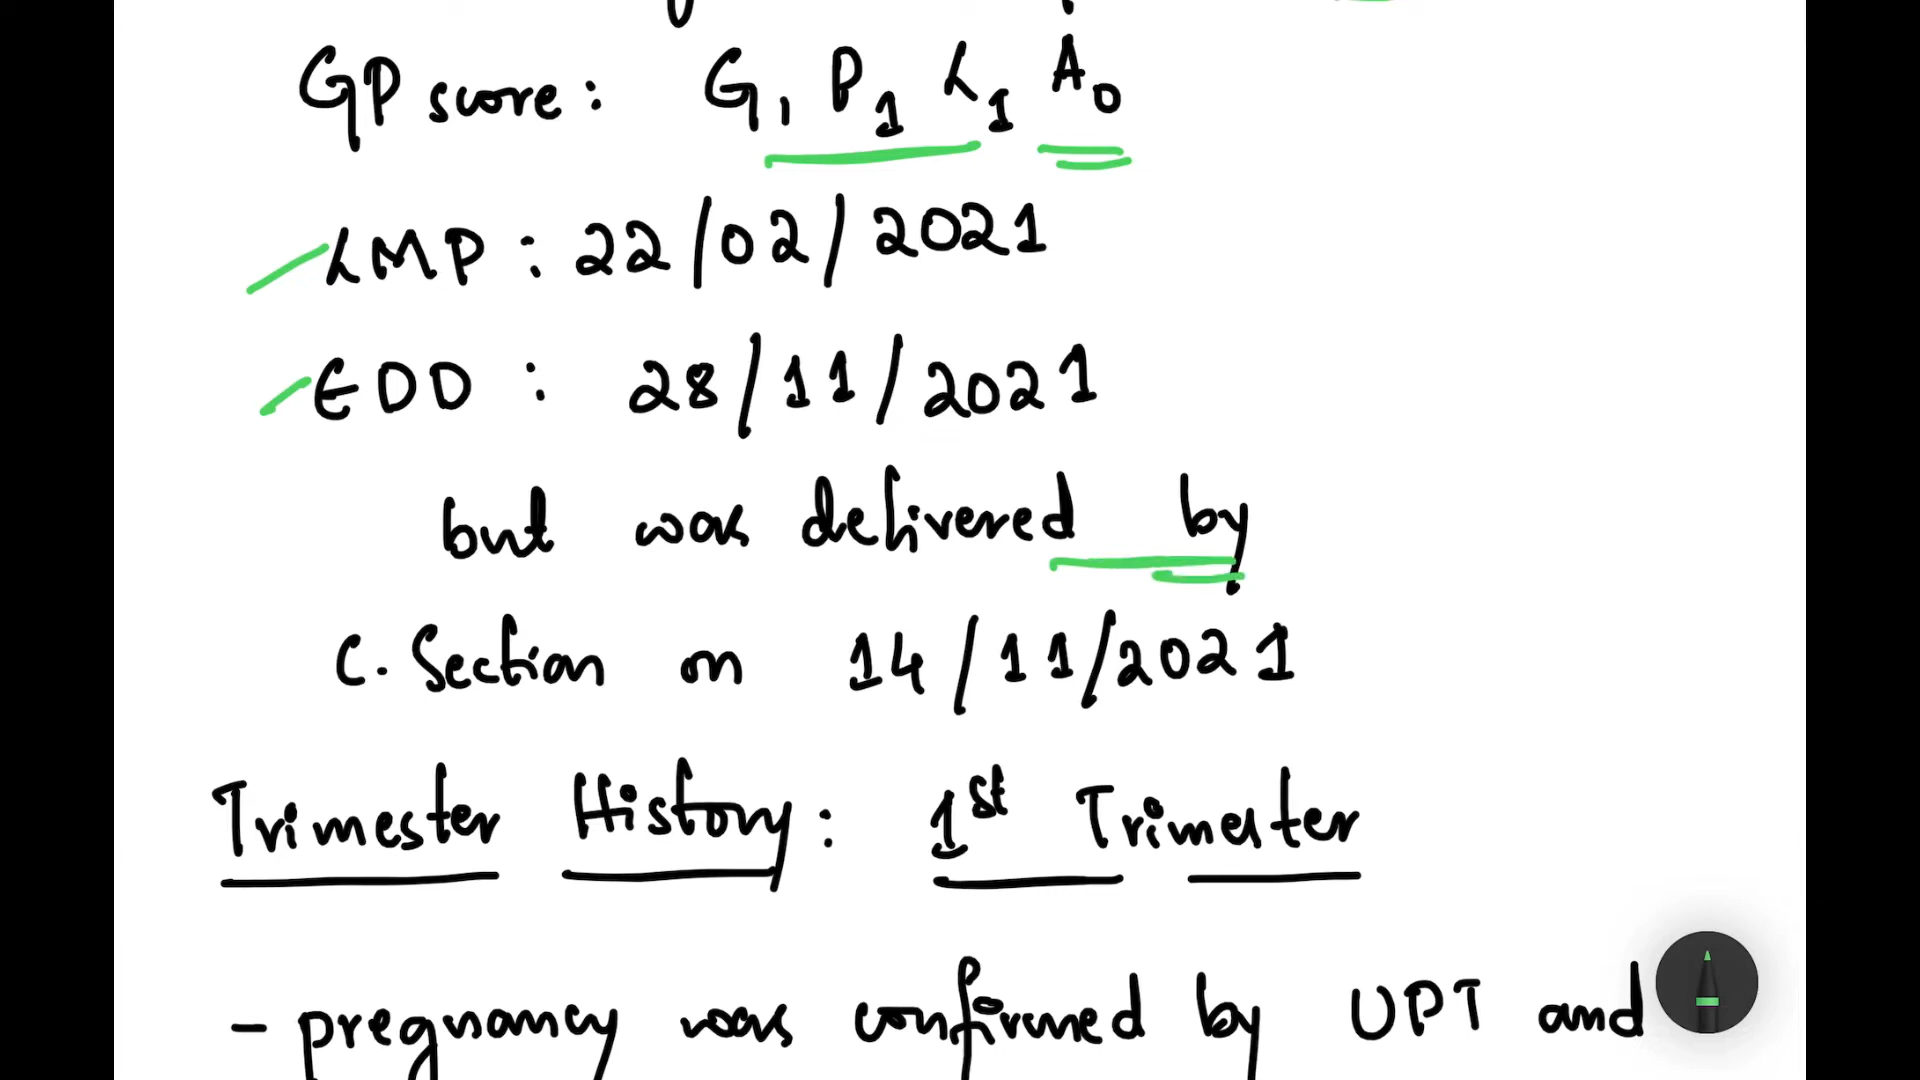 GP score : G1 P1 L1 A0
LMP : 22/02/2021
EDD : 28/11/2021
but was delivered by
C. Section on 14/11/2021
Trimester History : 1st Trimester
- pregnancy was confirmed by UPT and